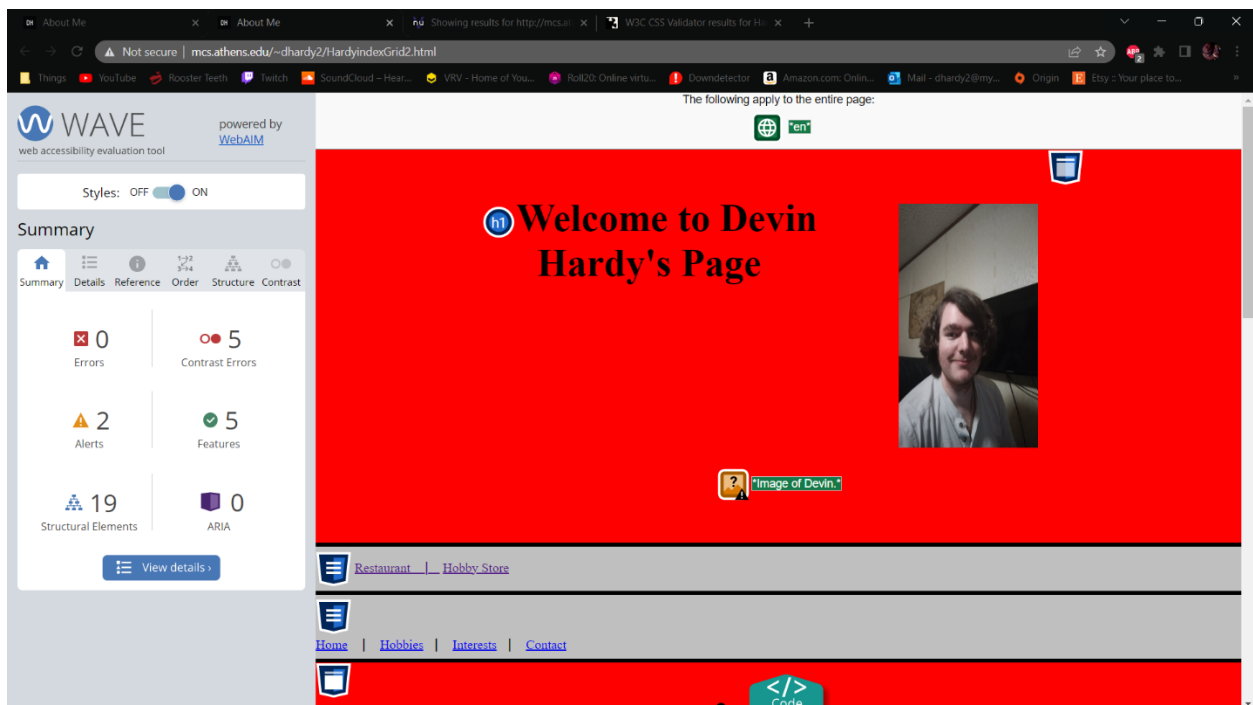 DH About Me
DH About Me
nu Showing results for http://mcs.at
W3C CSS Validator results for Ha
Not secure | mcs.athens.edu/~dhardy2/HardyindexGrid2.html
ABP 2
Things YouTube Rooster Teeth Twitch SoundCloud – Hear... VRV - Home of You... Roll20: Online virtu... Downdetector Amazon.com: Onlin... Mail - dhardy2@my... Origin Etsy :: Your place to... »
The following apply to the entire page:
*en*
WAVE
web accessibility evaluation tool
powered by
WebAIM
Styles: OFF ON
Summary
Summary Details Reference Order Structure Contrast
0
Errors
5
Contrast Errors
2
Alerts
5
Features
19
Structural Elements
0
ARIA
View details ›
h1 Welcome to Devin
Hardy's Page
*Image of Devin.*
Restaurant | Hobby Store
Home | Hobbies | Interests | Contact
</>
Code